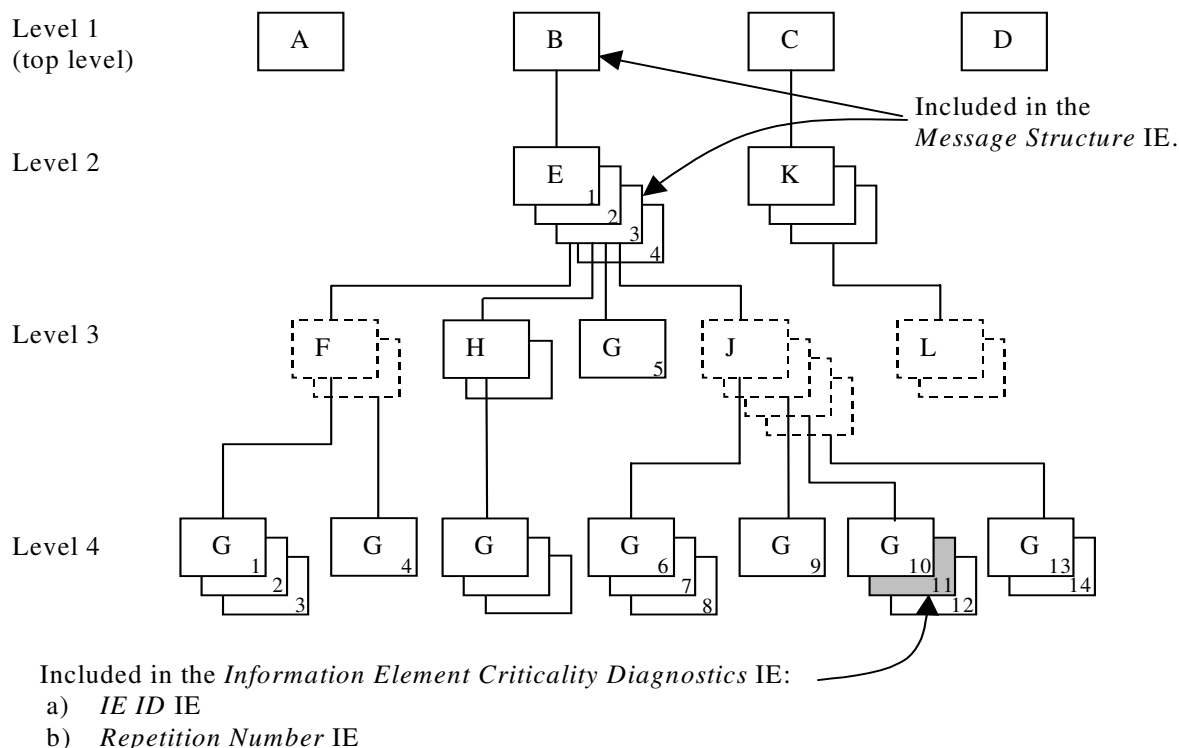 Level 1
(top level)
A
B
C
D
Included in the
Message Structure IE.
Level 2
E
1
2
3
4
K
Level 3
F
H
G
5
J
L
Level 4
G
1
2
3
G
4
G
G
6
7
8
G
9
G
10
11
12
G
13
14
Included in the Information Element Criticality Diagnostics IE:
a) IE ID IE
b) Repetition Number IE